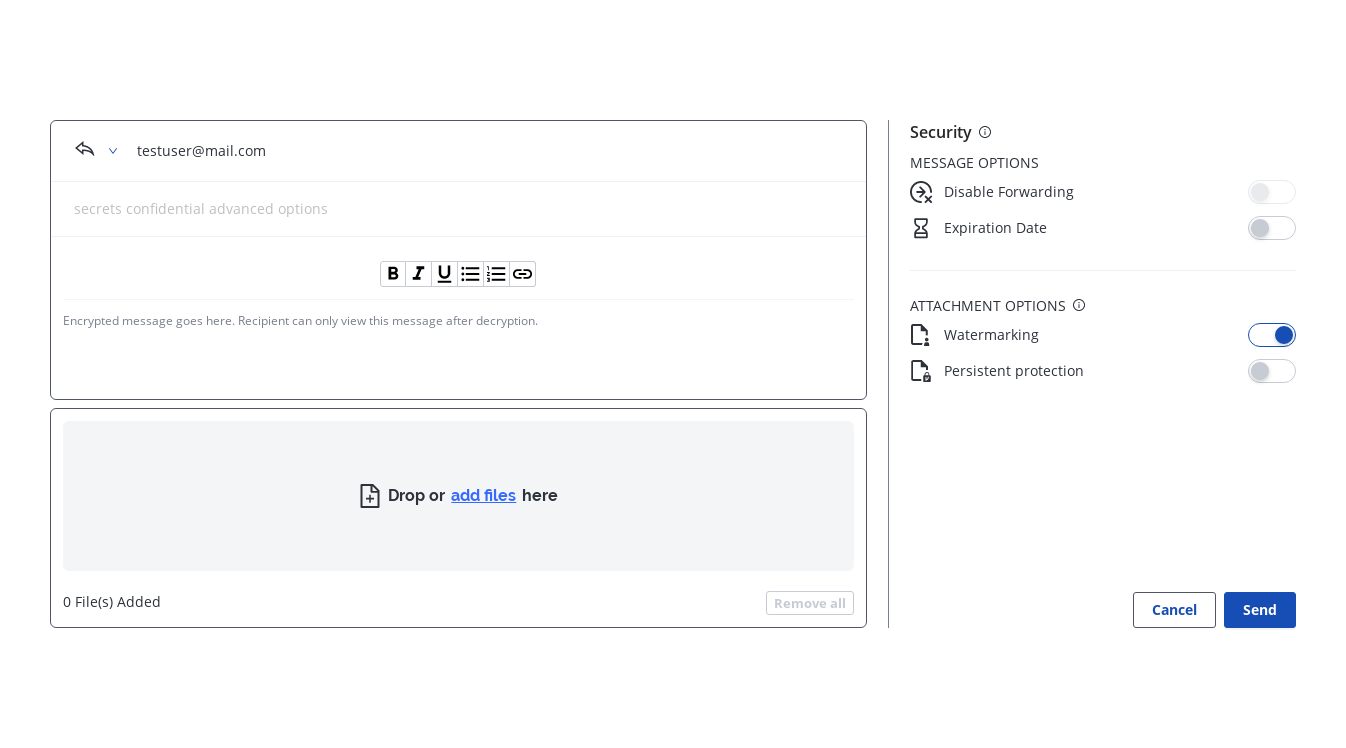 testuser@mail.com
secrets confidential advanced options
Encrypted message goes here. Recipient can only view this message after decryption.
Drop or add files here
0 File(s) Added
Remove all
Security
MESSAGE OPTIONS
Disable Forwarding
Expiration Date
ATTACHMENT OPTIONS
Watermarking
Persistent protection
Cancel
Send